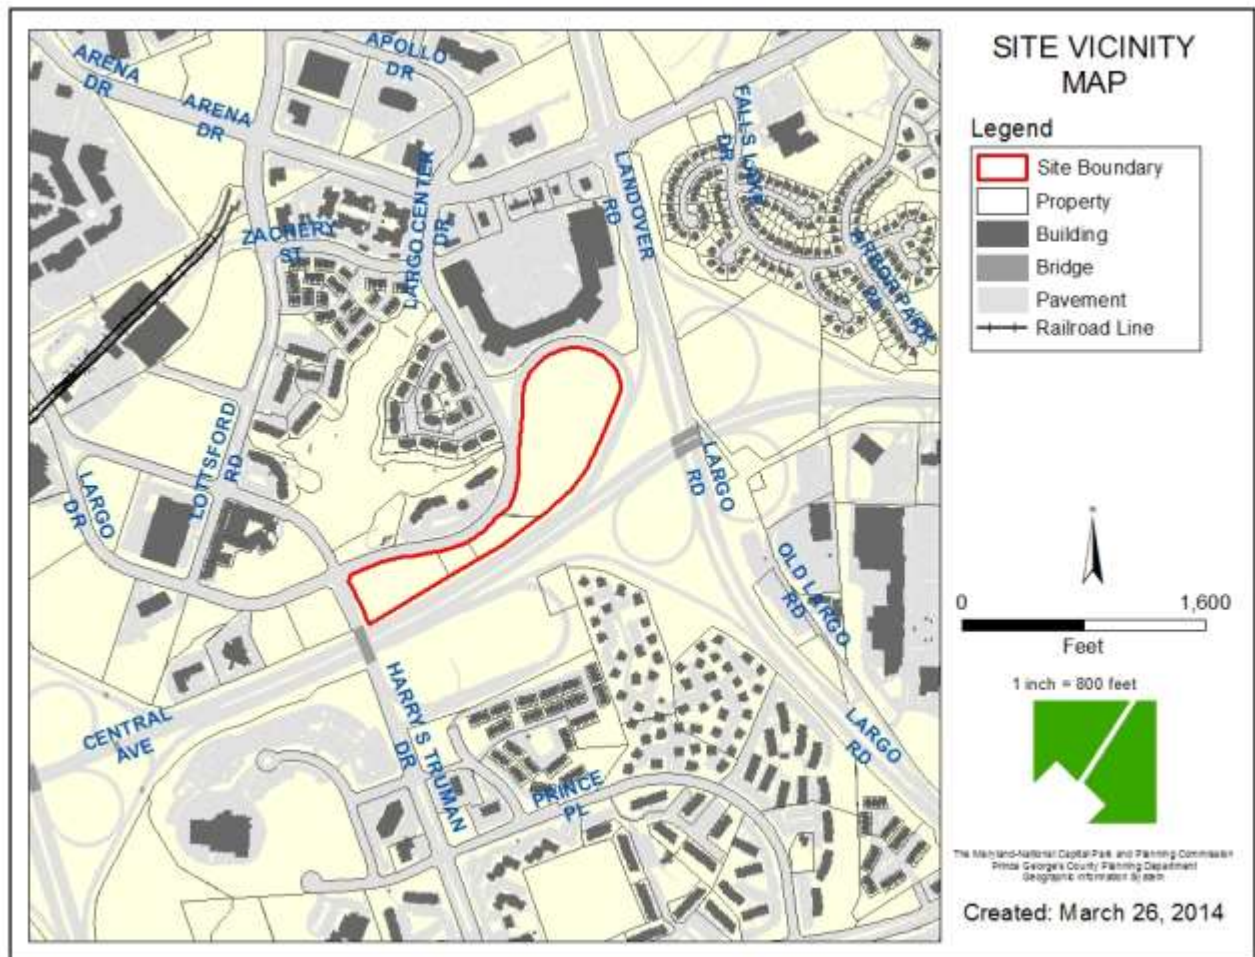 SITE VICINITY
MAP
Legend
Site Boundary
Property
Building
Bridge
Pavement
Railroad Line
0 1,600
Feet
1 inch = 800 feet
The Maryland-National Capital Park and Planning Commission
Prince George's County Planning Department
Geographic Information System
Created: March 26, 2014
APOLLO
DR
ARENA
DR
ARENA
DR
FALLS LAKE
DR
LANDOVER
RD
LARGO CENTER
DR
ZACHERY
ST
ARBOR PARK
PL
LOTTSFORD
RD
LARGO
DR
LARGO
RD
OLD LARGO
RD
HARRY S TRUMAN
DR
CENTRAL
AVE
LARGO
RD
PRINCE
PL